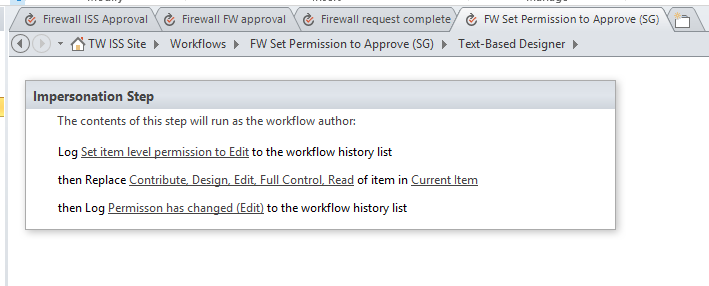 Firewall ISS Approval
Firewall FW approval
Firewall request complete
FW Set Permission to Approve (SG)
TW ISS Site
Workflows
FW Set Permission to Approve (SG)
Text-Based Designer
Impersonation Step
The contents of this step will run as the workflow author:
Log Set item level permission to Edit to the workflow history list
then Replace Contribute, Design, Edit, Full Control, Read of item in Current Item
then Log Permisson has changed (Edit) to the workflow history list